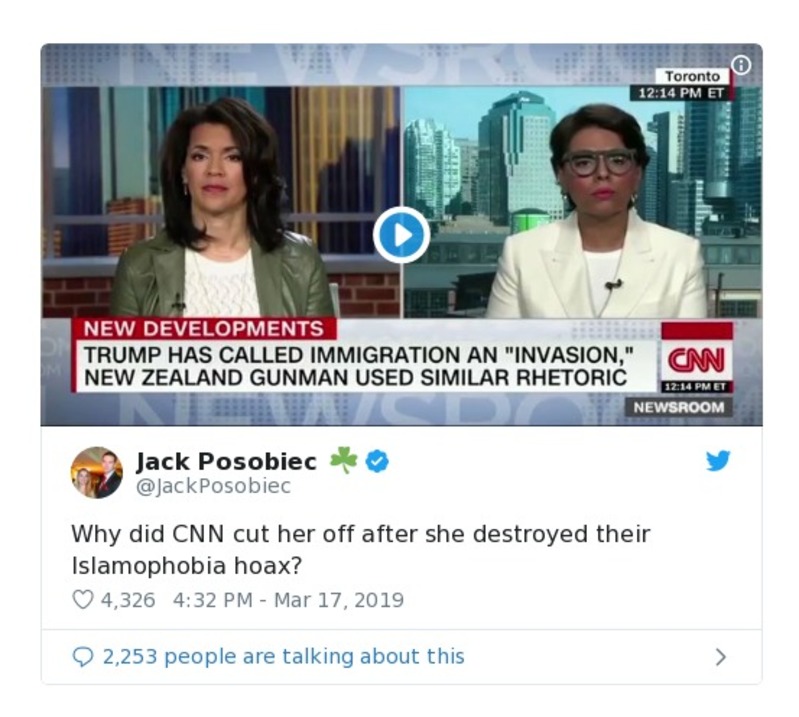 Toronto
12:14 PM ET
NEW DEVELOPMENTS
TRUMP HAS CALLED IMMIGRATION AN "INVASION,"
NEW ZEALAND GUNMAN USED SIMILAR RHETORIC
CNN
12:14 PM ET
NEWSROOM
Jack Posobiec
@JackPosobiec
Why did CNN cut her off after she destroyed their
Islamophobia hoax?
4,326 4:32 PM - Mar 17, 2019
2,253 people are talking about this